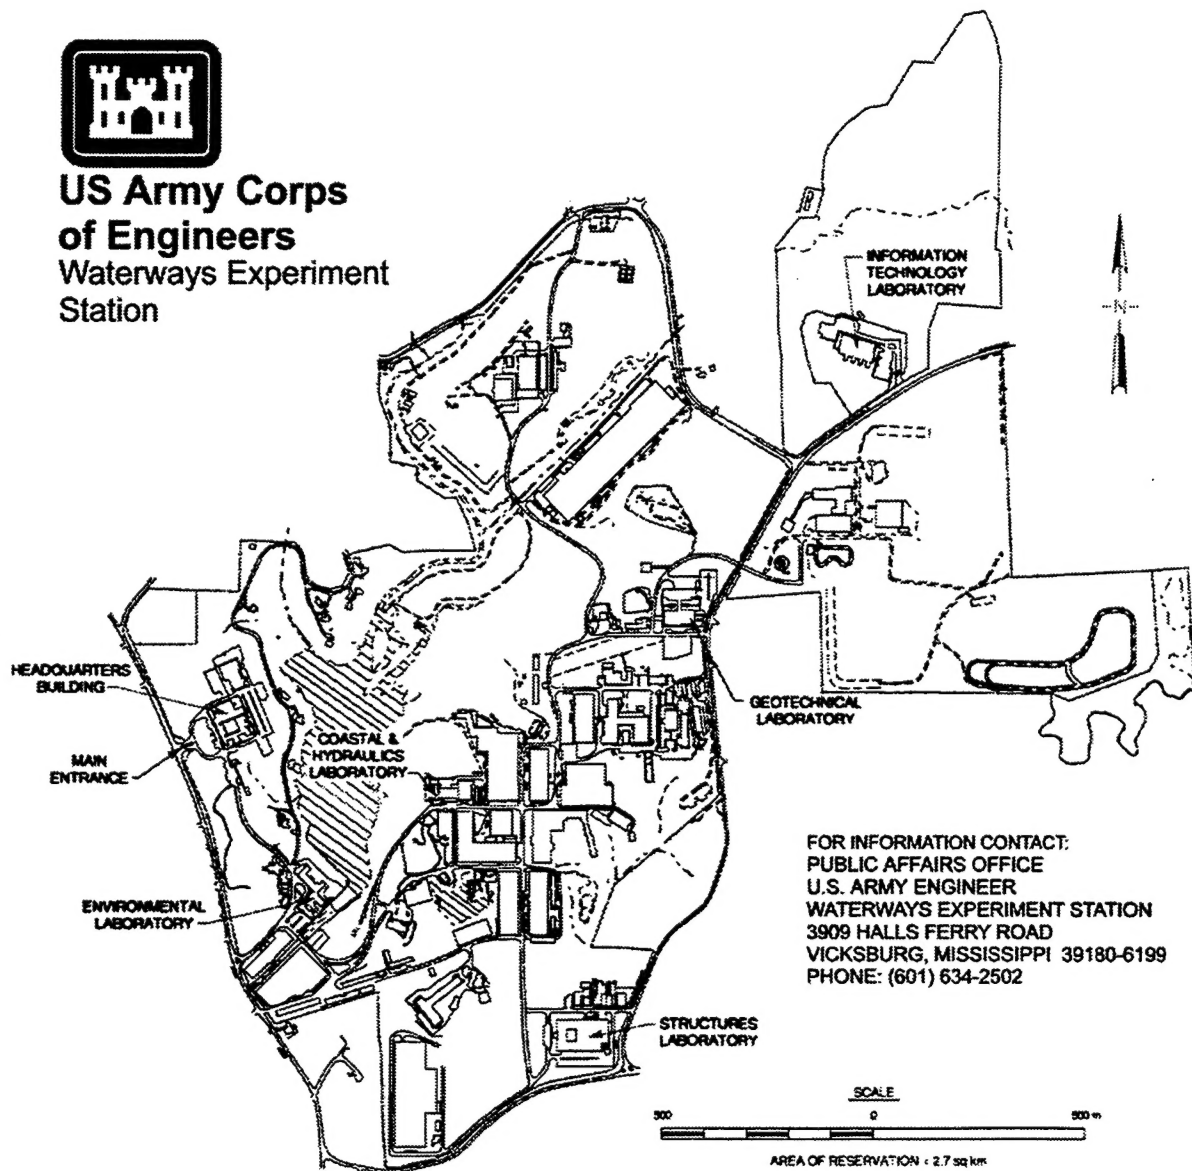 US Army Corps
of Engineers
Waterways Experiment
Station
INFORMATION
TECHNOLOGY
LABORATORY
N
HEADQUARTERS
BUILDING
MAIN
ENTRANCE
COASTAL &
HYDRAULICS
LABORATORY
GEOTECHNICAL
LABORATORY
ENVIRONMENTAL
LABORATORY
STRUCTURES
LABORATORY
FOR INFORMATION CONTACT:
PUBLIC AFFAIRS OFFICE
U.S. ARMY ENGINEER
WATERWAYS EXPERIMENT STATION
3909 HALLS FERRY ROAD
VICKSBURG, MISSISSIPPI 39180-6199
PHONE: (601) 634-2502
SCALE
500 0 500 m
AREA OF RESERVATION = 2.7 sq km